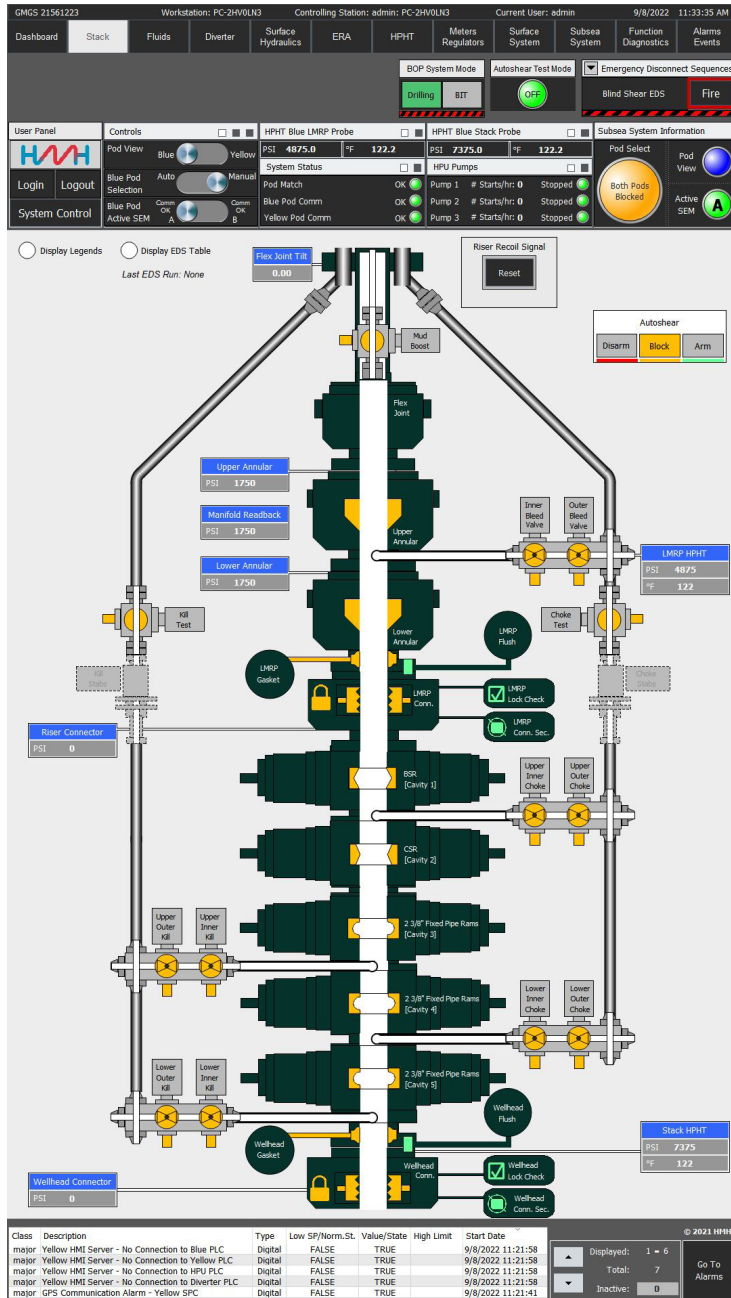 GMGS 21561223 Workstation: PC-2HV0LN3 Controlling Station: admin: PC-2HV0LN3 Current User: admin 9/8/2022 11:33:35 AM
Dashboard Stack Fluids Diverter Surface Hydraulics ERA HPHT Meters Regulators Surface System Subsea System Function Diagnostics Alarms Events
BOP System Mode Autoshear Test Mode Emergency Disconnect Sequences
Drilling BIT OFF Blind Shear EDS Fire
User Panel
HMH
Login Logout
System Control
Controls
Pod View Blue Yellow
Blue Pod Selection Auto Manual
Blue Pod Active SEM Comm OK A Comm OK B
HPHT Blue LMRP Probe
PSI 4875.0 °F 122.2
System Status
Pod Match OK
Blue Pod Comm OK
Yellow Pod Comm OK
HPHT Blue Stack Probe
PSI 7375.0 °F 122.2
HPU Pumps
Pump 1 # Starts/hr: 0 Stopped
Pump 2 # Starts/hr: 0 Stopped
Pump 3 # Starts/hr: 0 Stopped
Subsea System Information
Pod Select
Both Pods Blocked
Pod View
Active SEM A
Display Legends Display EDS Table
Last EDS Run: None
Flex Joint Tilt
0.00
Riser Recoil Signal
Reset
Autoshear
Disarm Block Arm
Mud Boost
Flex Joint
Upper Annular
PSI 1750
Manifold Readback
PSI 1750
Lower Annular
PSI 1750
Upper Annular
Inner Bleed Valve
Outer Bleed Valve
LMRP HPHT
PSI 4875
°F 122
Kill Test
Lower Annular
Choke Test
LMRP Gasket
LMRP Flush
Kill Stabs
Choke Stabs
LMRP Conn.
LMRP Lock Check
LMRP Conn. Sec.
Riser Connector
PSI 0
BSR [Cavity 1]
Upper Inner Choke
Upper Outer Choke
CSR [Cavity 2]
Upper Outer Kill
Upper Inner Kill
2 3/8" Fixed Pipe Rams [Cavity 3]
2 3/8" Fixed Pipe Rams [Cavity 4]
Lower Inner Choke
Lower Outer Choke
Lower Outer Kill
Lower Inner Kill
2 3/8" Fixed Pipe Rams [Cavity 5]
Wellhead Flush
Wellhead Gasket
Stack HPHT
PSI 7375
°F 122
Wellhead Conn.
Wellhead Lock Check
Wellhead Conn. Sec.
Wellhead Connector
PSI 0
Class Description Type Low SP/Norm.St. Value/State High Limit Start Date
major Yellow HMI Server - No Connection to Blue PLC Digital FALSE TRUE 9/8/2022 11:21:58
major Yellow HMI Server - No Connection to Yellow PLC Digital FALSE TRUE 9/8/2022 11:21:58
major Yellow HMI Server - No Connection to HPU PLC Digital FALSE TRUE 9/8/2022 11:21:58
major Yellow HMI Server - No Connection to Diverter PLC Digital FALSE TRUE 9/8/2022 11:21:58
major GPS Communication Alarm - Yellow SPC Digital FALSE TRUE 9/8/2022 11:21:41
© 2021 HMH
Displayed: 1 - 6
Total: 7
Inactive: 0
Go To Alarms